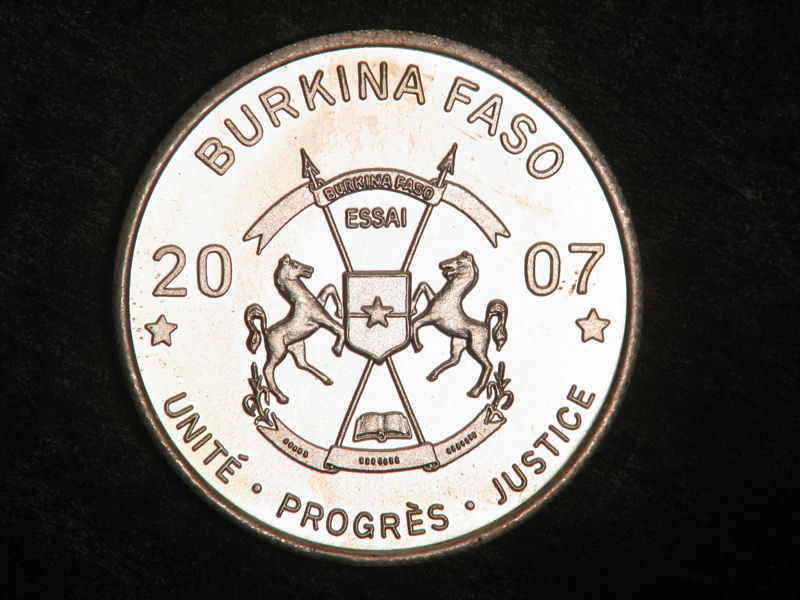 BURKINA FASO
BURKINA FASO
ESSAI
20 07
UNITÉ · PROGRÈS · JUSTICE